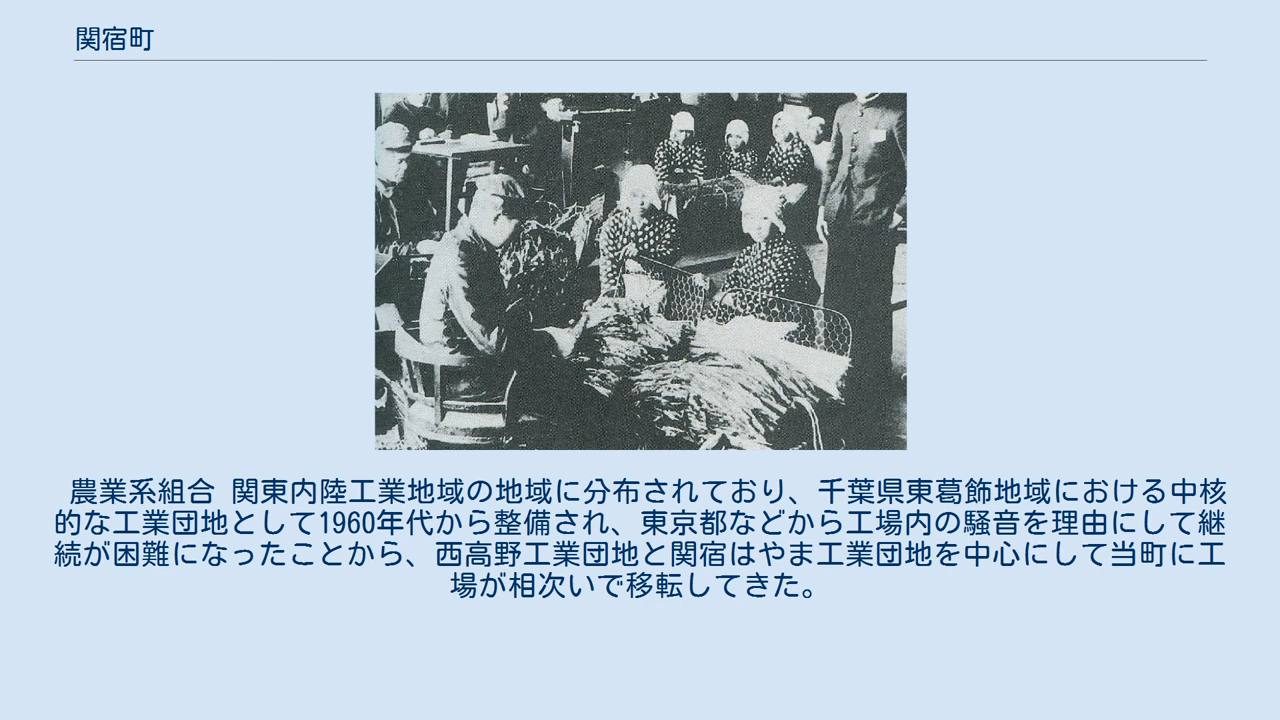 関宿町
農業系組合 関東内陸工業地域の地域に分布されており、千葉県東葛飾地域における中核
的な工業団地として1960年代から整備され、東京都などから工場内の騒音を理由にして継
続が困難になったことから、西高野工業団地と関宿はやま工業団地を中心にして当町に工
場が相次いで移転してきた。